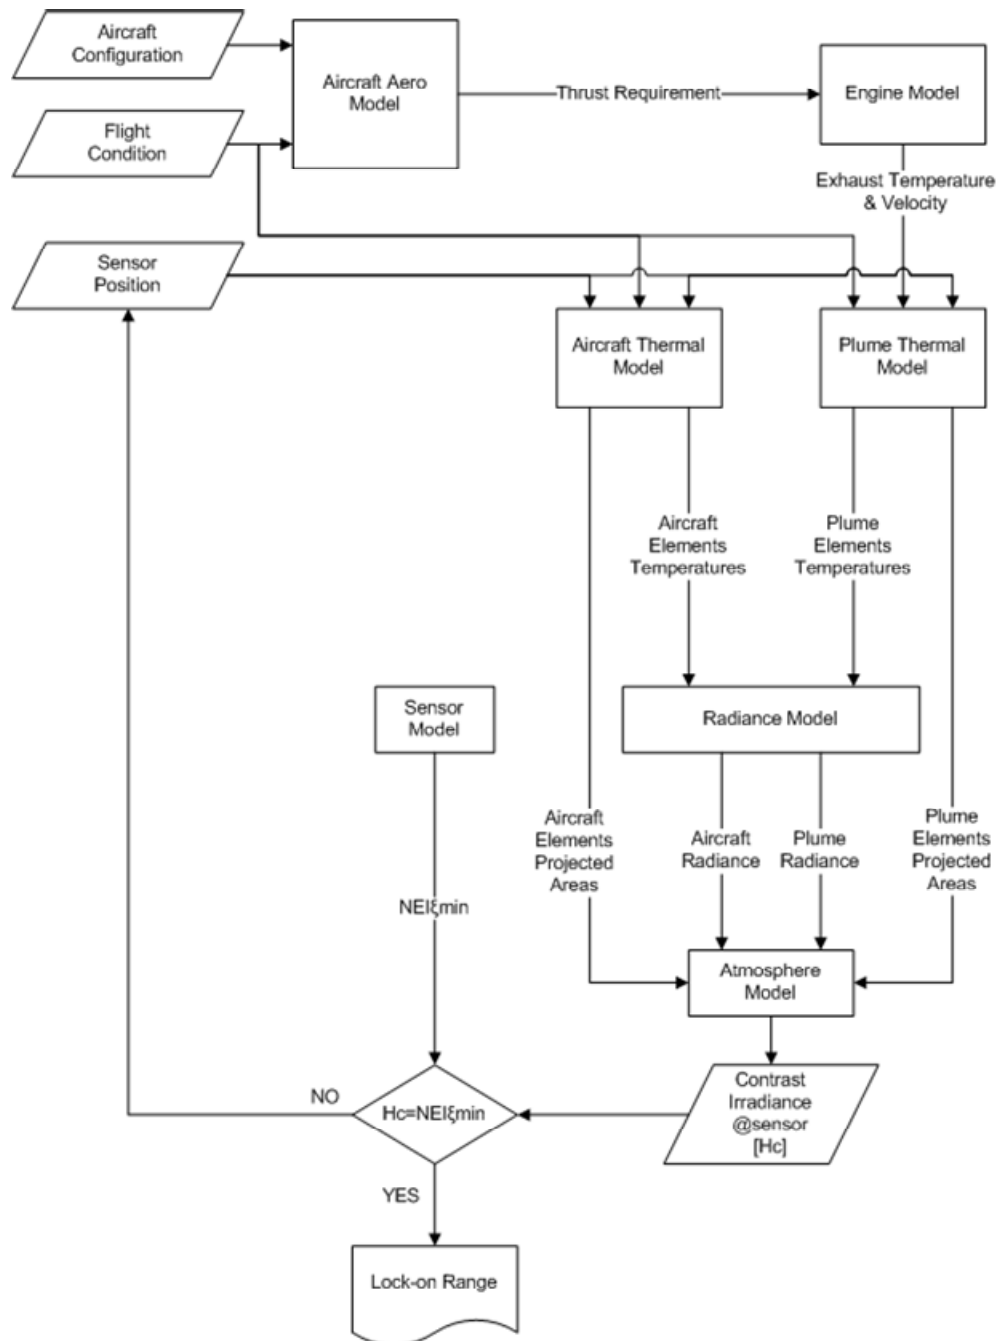 Aircraft
Configuration
Aircraft Aero
Model
Thrust Requirement
Engine Model
Flight
Condition
Exhaust Temperature
& Velocity
Sensor
Position
Aircraft Thermal
Model
Plume Thermal
Model
Aircraft
Elements
Temperatures
Plume
Elements
Temperatures
Sensor
Model
Radiance Model
Aircraft
Elements
Projected
Areas
Aircraft
Radiance
Plume
Radiance
Plume
Elements
Projected
Areas
NEIξmin
Atmosphere
Model
Contrast
Irradiance
@sensor
[Hc]
NO
Hc=NEIξmin
YES
Lock-on Range